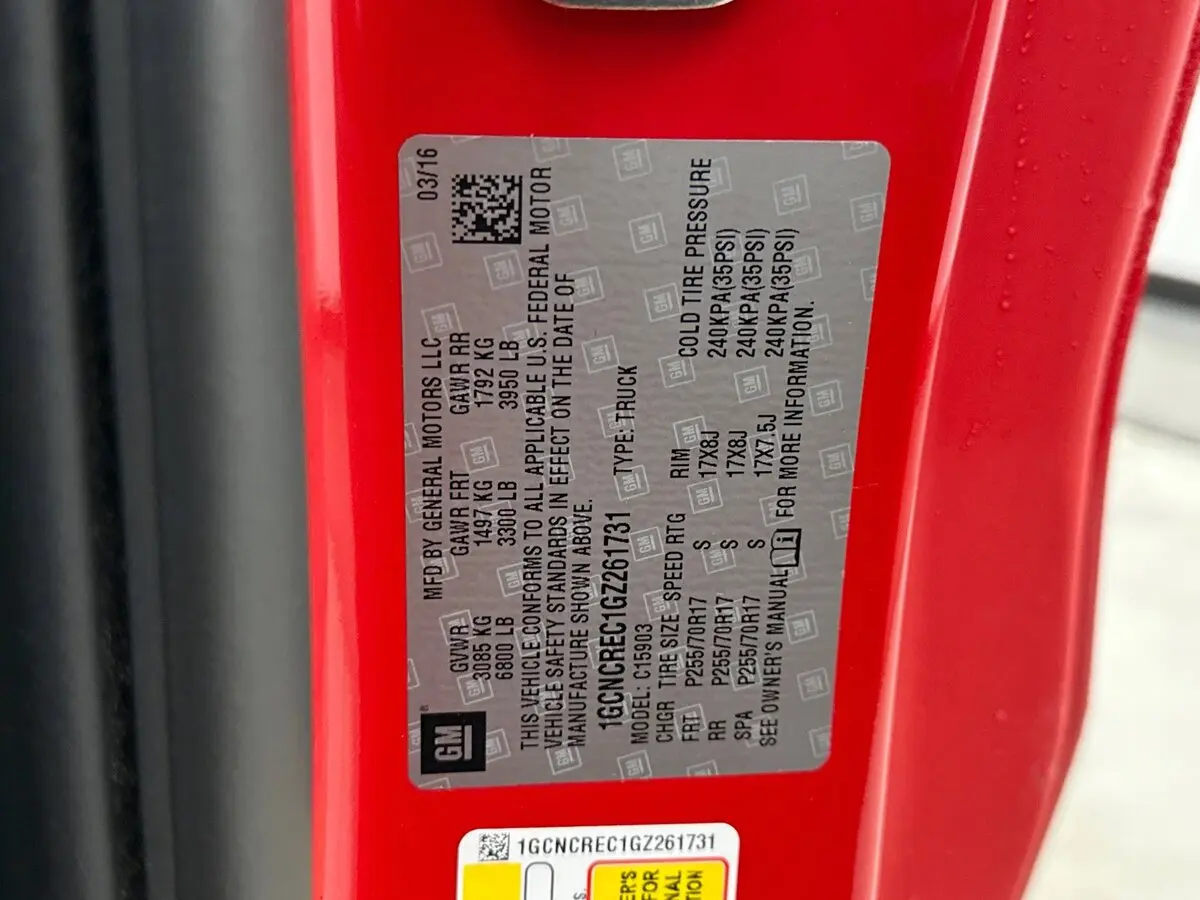 MFD BY GENERAL MOTORS LLC 03/16
GVWR GAWR FRT GAWR RR
3085 KG 1497 KG 1792 KG
6800 LB 3300 LB 3950 LB
GM ®
THIS VEHICLE CONFORMS TO ALL APPLICABLE U.S. FEDERAL MOTOR
VEHICLE SAFETY STANDARDS IN EFFECT ON THE DATE OF
MANUFACTURE SHOWN ABOVE.
1GCNCREC1GZ261731 TYPE: TRUCK
MODEL: C15903
CHGR TIRE SIZE SPEED RTG RIM COLD TIRE PRESSURE
FRT P255/70R17 S 17X8J 240KPA(35PSI)
RR P255/70R17 S 17X8J 240KPA(35PSI)
SPA P255/70R17 S 17X7.5J 240KPA(35PSI)
SEE OWNER'S MANUAL i FOR MORE INFORMATION.
1GCNCREC1GZ261731
ER'S
FOR
NAL
TION
S.